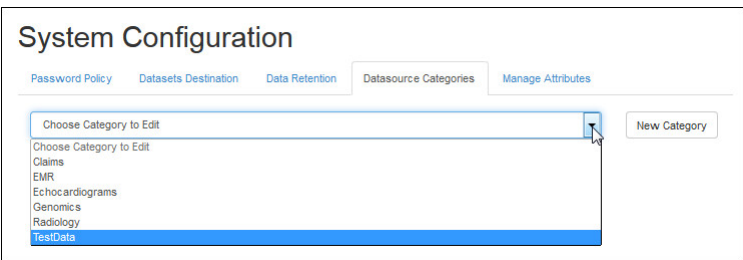 System Configuration
Password Policy Datasets Destination Data Retention Datasource Categories Manage Attributes
Choose Category to Edit New Category
Choose Category to Edit
Claims
EMR
Echocardiograms
Genomics
Radiology
TestData